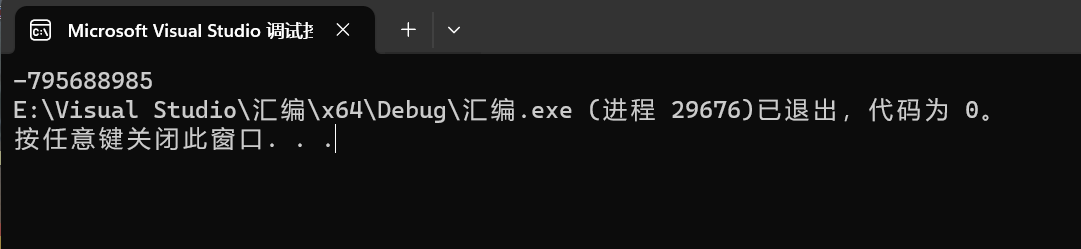 Microsoft Visual Studio 调试
-795688985
E:\Visual Studio\汇编\x64\Debug\汇编.exe (进程 29676)已退出，代码为 0。
按任意键关闭此窗口. . .